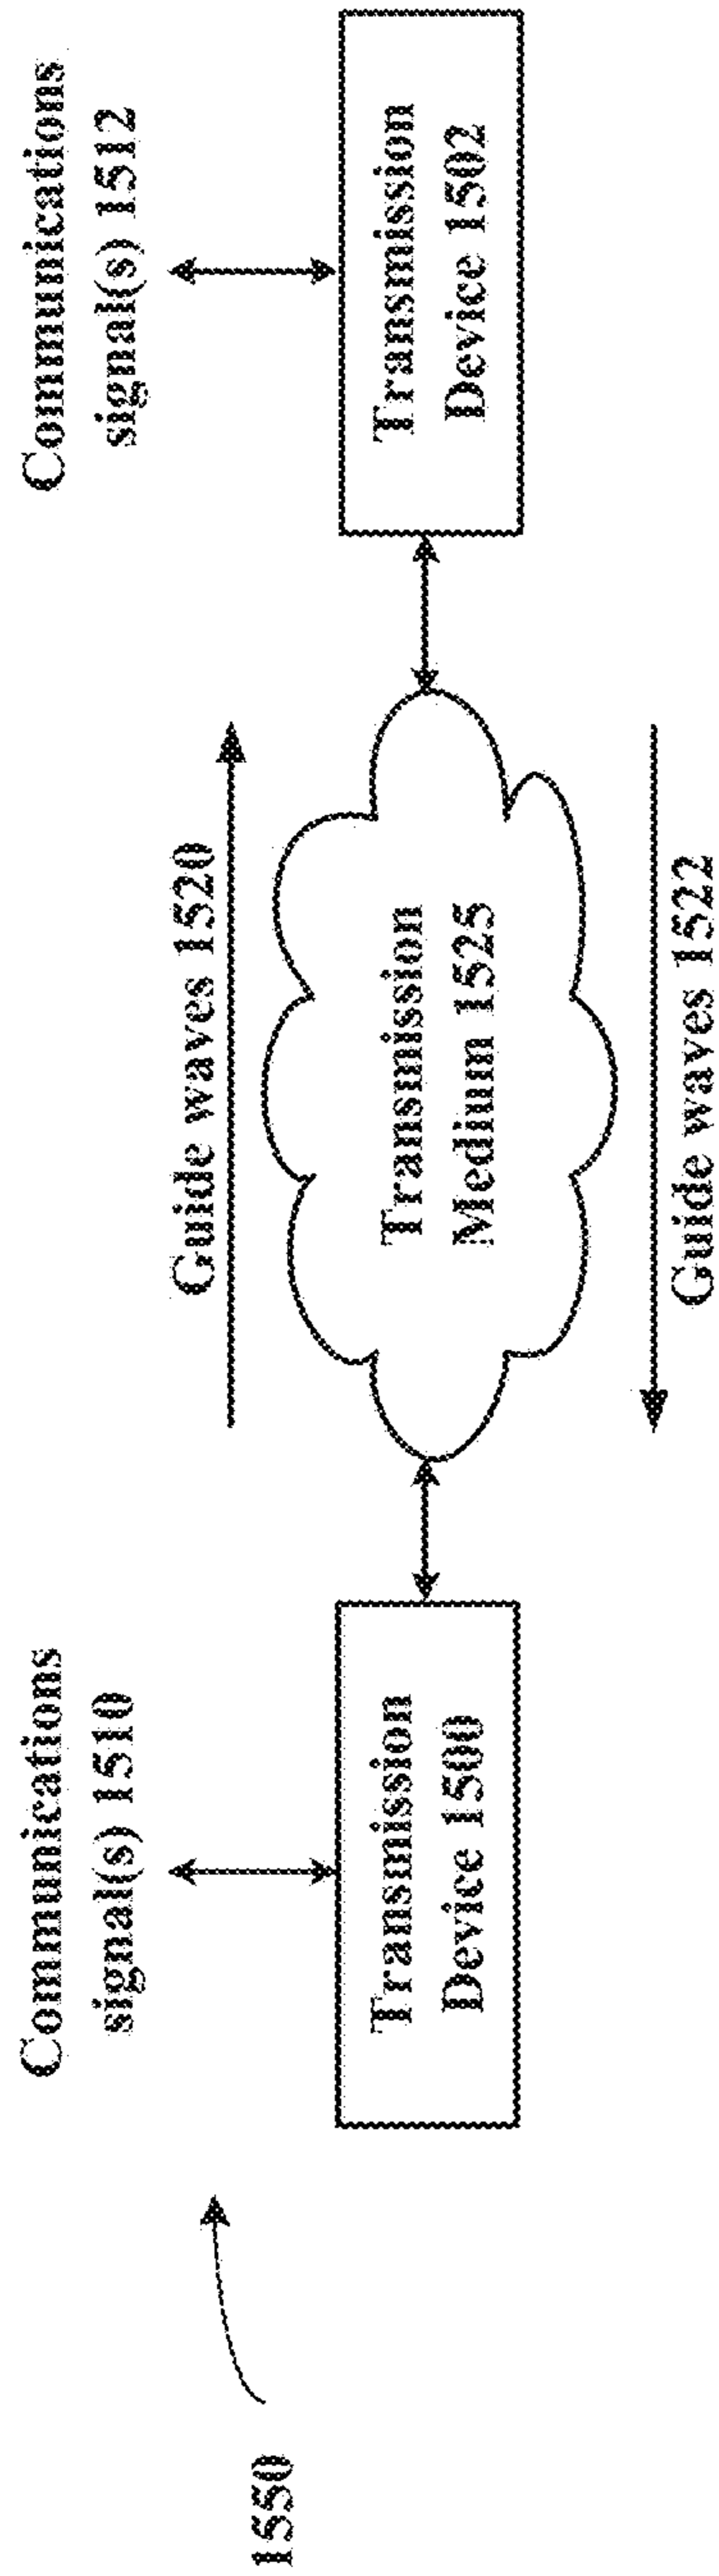 Communications
signal(s) 1510
Communications
signal(s) 1512
Guide waves 1520
Transmission
Device 1500
Transmission
Medium 1525
Transmission
Device 1502
Guide waves 1522
1550